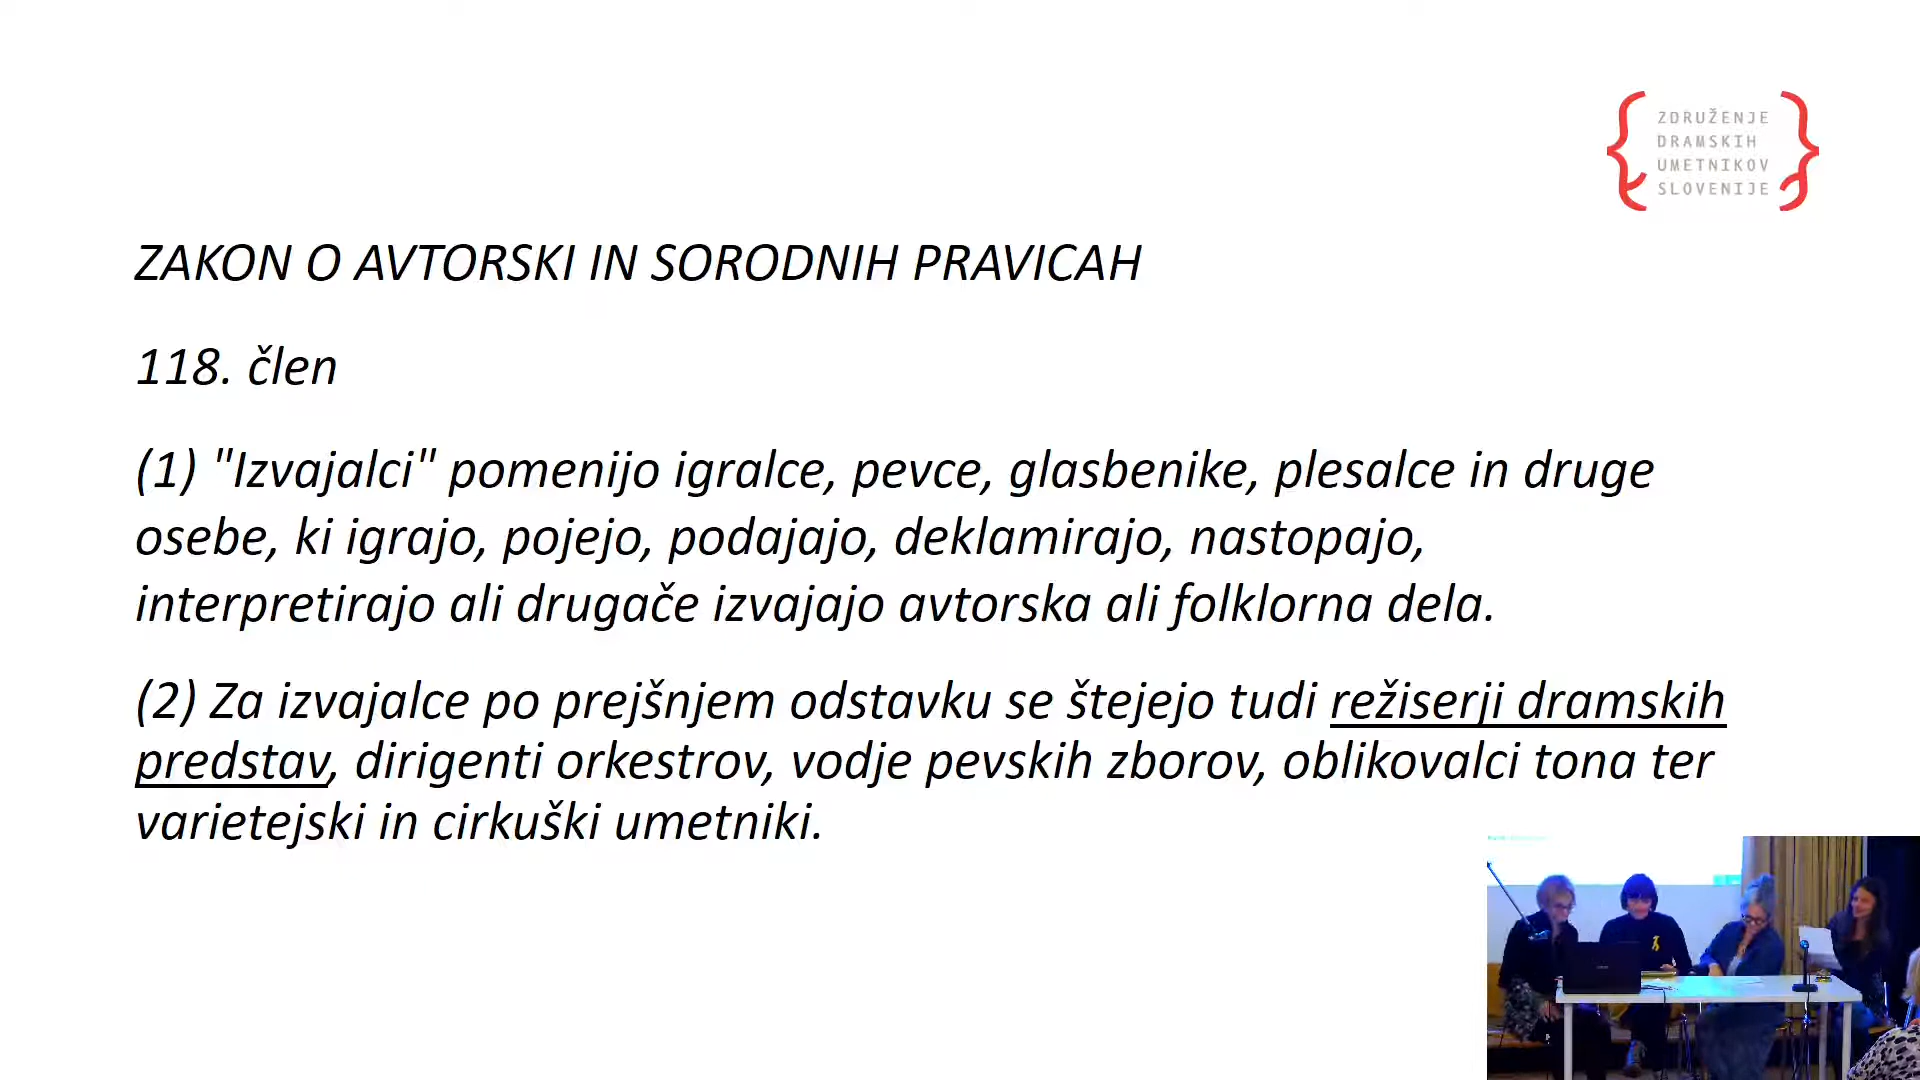 ZDRUŽENJE
DRAMSKIH
UMETNIKOV
SLOVENIJE
ZAKON O AVTORSKI IN SORODNIH PRAVICAH
118. člen
(1) "Izvajalci" pomenijo igralce, pevce, glasbenike, plesalce in druge
osebe, ki igrajo, pojejo, podajajo, deklamirajo, nastopajo,
interpretirajo ali drugače izvajajo avtorska ali folklorna dela.
(2) Za izvajalce po prejšnjem odstavku se štejejo tudi režiserji dramskih
predstav, dirigenti orkestrov, vodje pevskih zborov, oblikovalci tona ter
varietejski in cirkuški umetniki.